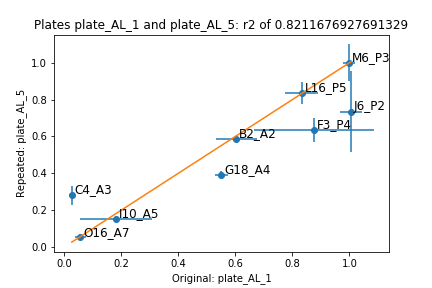 Plates plate_AL_1 and plate_AL_5: r2 of 0.8211676927691329
M6_P3
1.0
L16_P5
0.8
J6_P2
F3_P4
B2_A2
0.6
G18_A4
0.4
C4_A3
J10_A5
0.2
O16_A7
0.0
0.0 0.2 0.4 0.6 0.8 1.0
Original: plate_AL_1
Repeated: plate_AL_5